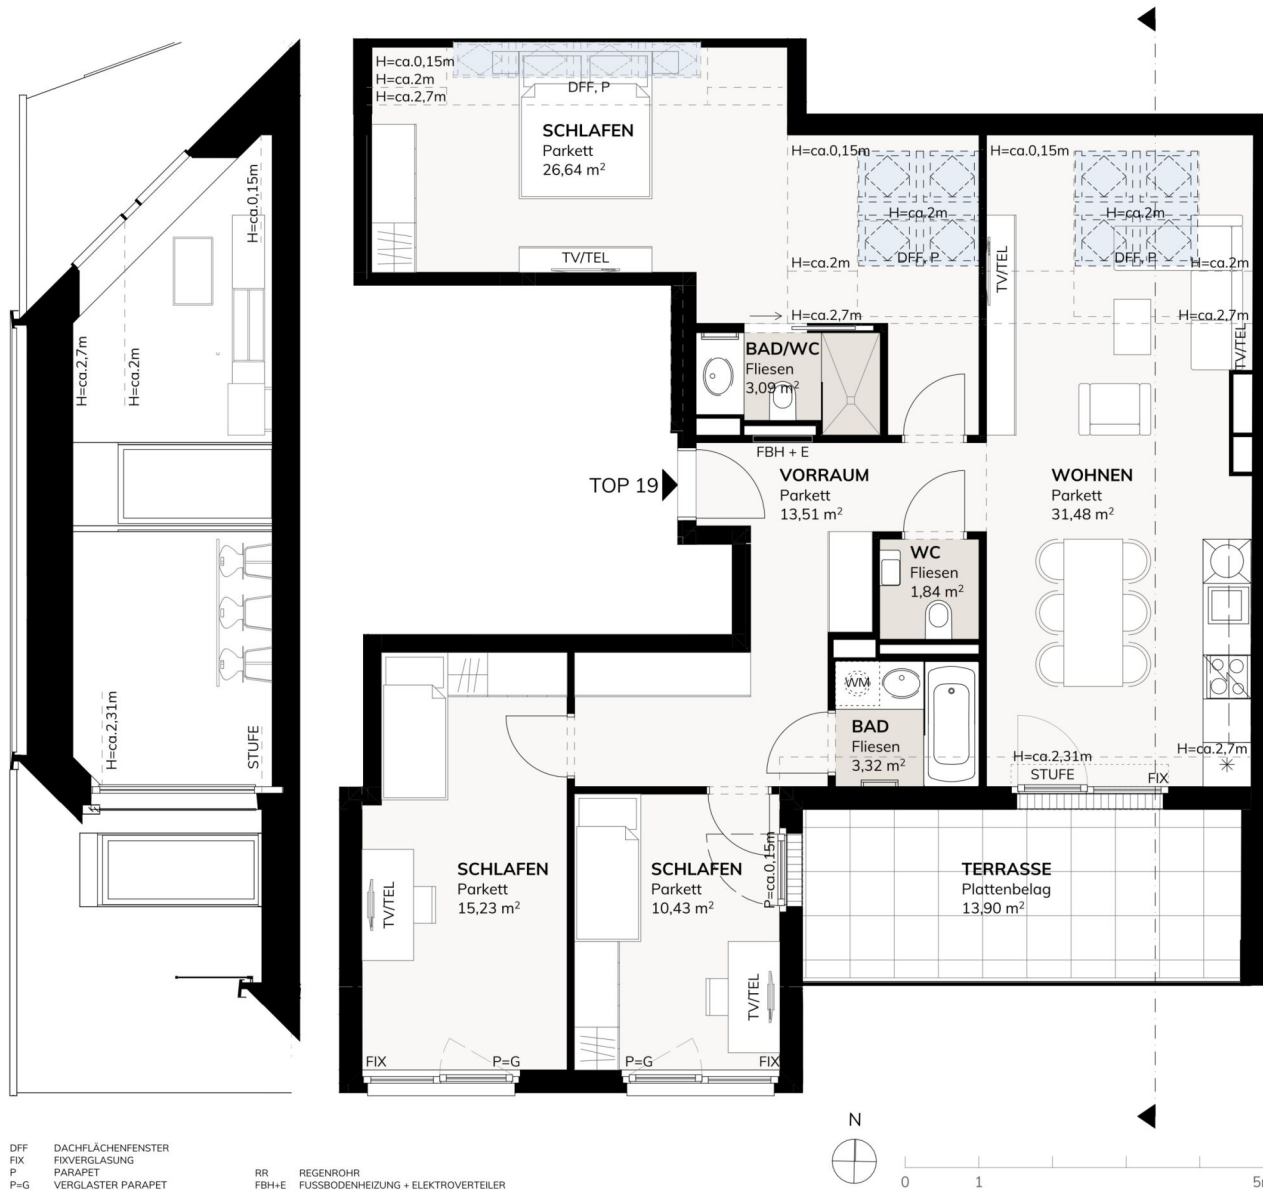 H=ca.0,15m
H=ca.2m
H=ca.2,7m
DFF, P
SCHLAFEN
Parkett
26,64 m²
TV/TEL
H=ca.0,15m
H=ca.2m
H=ca.2m
DFF, P
H=ca.2,7m
H=ca.0,15m
H=ca.2m
DFF, P
H=ca.2m
H=ca.2,7m
TV/TEL
TV/TEL
H=ca.0,15m
H=ca.2,7m
H=ca.2m
H=ca.2,31m
STUFE
BAD/WC
Fliesen
3,09 m²
FBH + E
TOP 19
VORRAUM
Parkett
13,51 m²
WOHNEN
Parkett
31,48 m²
WC
Fliesen
1,84 m²
WM
BAD
Fliesen
3,32 m²
H=ca.2,31m
STUFE
FIX
H=ca.2,7m
SCHLAFEN
Parkett
15,23 m²
TV/TEL
FIX
P=G
SCHLAFEN
Parkett
10,43 m²
P=ca.0,15m
TV/TEL
P=G
FIX
TERRASSE
Plattenbelag
13,90 m²
N
0 1
DFF DACHFLÄCHENFENSTER
FIX FIXVERGLASUNG
P PARAPET
P=G VERGLASTER PARAPET
RR REGENROHR
FBH+E FUSSBODENHEIZUNG + ELEKTROVERTEILER